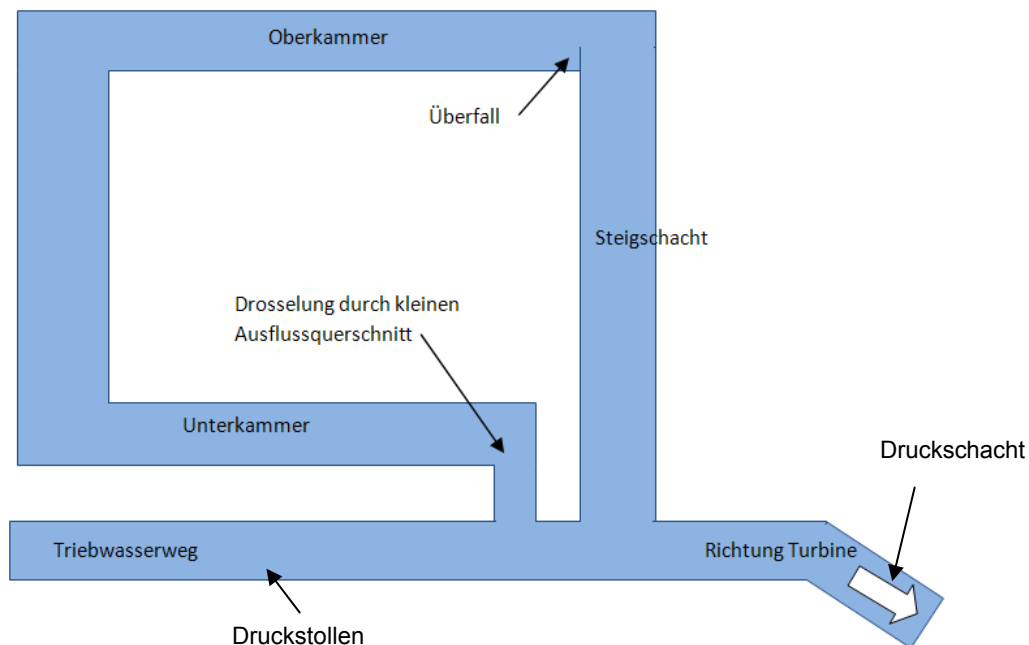 Oberkammer
Überfall
Steigschacht
Drosselung durch kleinen
Ausflussquerschnitt
Unterkammer
Druckschacht
Triebwasserweg
Richtung Turbine
Druckstollen